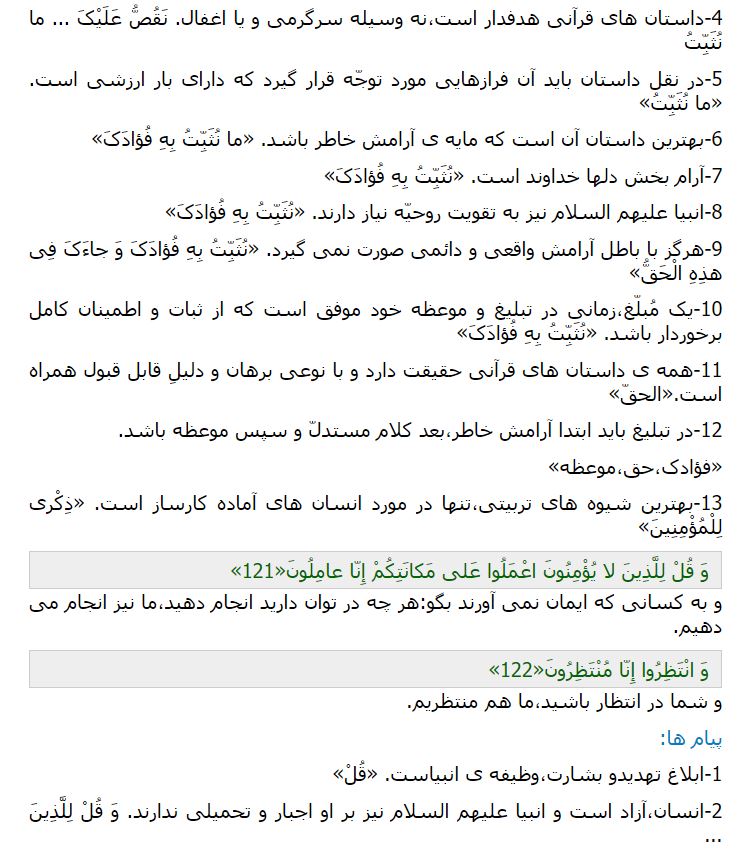 4-داستان های قرآنی هدفدار است،نه وسیله سرگرمی و یا اغفال. نَقُصُّ عَلَیْکَ ... ما
نُثَبِّتُ
5-در نقل داستان باید آن فرازهایی مورد توجّه قرار گیرد که دارای بار ارزشی است.
«ما نُثَبِّتُ»
6-بهترین داستان آن است که مایه ی آرامش خاطر باشد. «ما نُثَبِّتُ بِهِ فُؤادَکَ»
7-آرام بخش دلها خداوند است. «نُثَبِّتُ بِهِ فُؤادَکَ»
8-انبیا علیهم السلام نیز به تقویت روحیّه نیاز دارند. «نُثَبِّتُ بِهِ فُؤادَکَ»
9-هرگز با باطل آرامش واقعی و دائمی صورت نمی گیرد. «نُثَبِّتُ بِهِ فُؤادَکَ وَ جاءَکَ فِی
هذِهِ الْحَقُّ»
10-یک مُبلّغ،زمانی در تبلیغ و موعظه خود موفق است که از ثبات و اطمینان کامل
برخوردار باشد. «نُثَبِّتُ بِهِ فُؤادَکَ»
11-همه ی داستان های قرآنی حقیقت دارد و با نوعی برهان و دلیلِ قابل قبول همراه
است.«الحقّ»
12-در تبلیغ باید ابتدا آرامش خاطر،بعد کلام مستدلّ و سپس موعظه باشد.
«فؤادک،حق،موعظه»
13-بهترین شیوه های تربیتی،تنها در مورد انسان های آماده کارساز است. «ذِکْری
لِلْمُؤْمِنِینَ»
وَ قُلْ لِلَّذِینَ لا یُؤْمِنُونَ اعْمَلُوا عَلی مَکانَتِکُمْ إِنّا عامِلُونَ«121»
و به کسانی که ایمان نمی آورند بگو:هر چه در توان دارید انجام دهید،ما نیز انجام می
دهیم.
وَ انْتَظِرُوا إِنّا مُنْتَظِرُونَ«122»
و شما در انتظار باشید،ما هم منتظریم.
پیام ها:
1-ابلاغ تهدیدو بشارت،وظیفه ی انبیاست. «قُلْ»
2-انسان،آزاد است و انبیا علیهم السلام نیز بر او اجبار و تحمیلی ندارند. وَ قُلْ لِلَّذِینَ
...